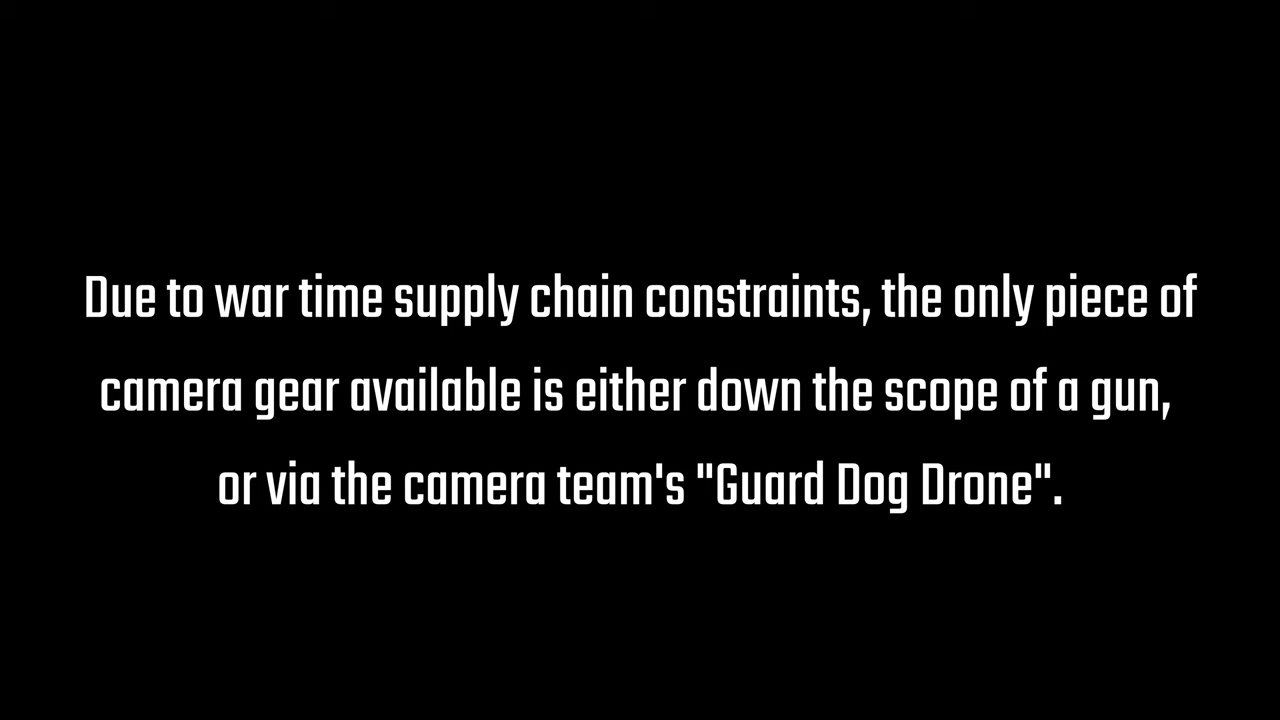 Due to war time supply chain constraints, the only piece of
camera gear available is either down the scope of a gun,
or via the camera team's "Guard Dog Drone".